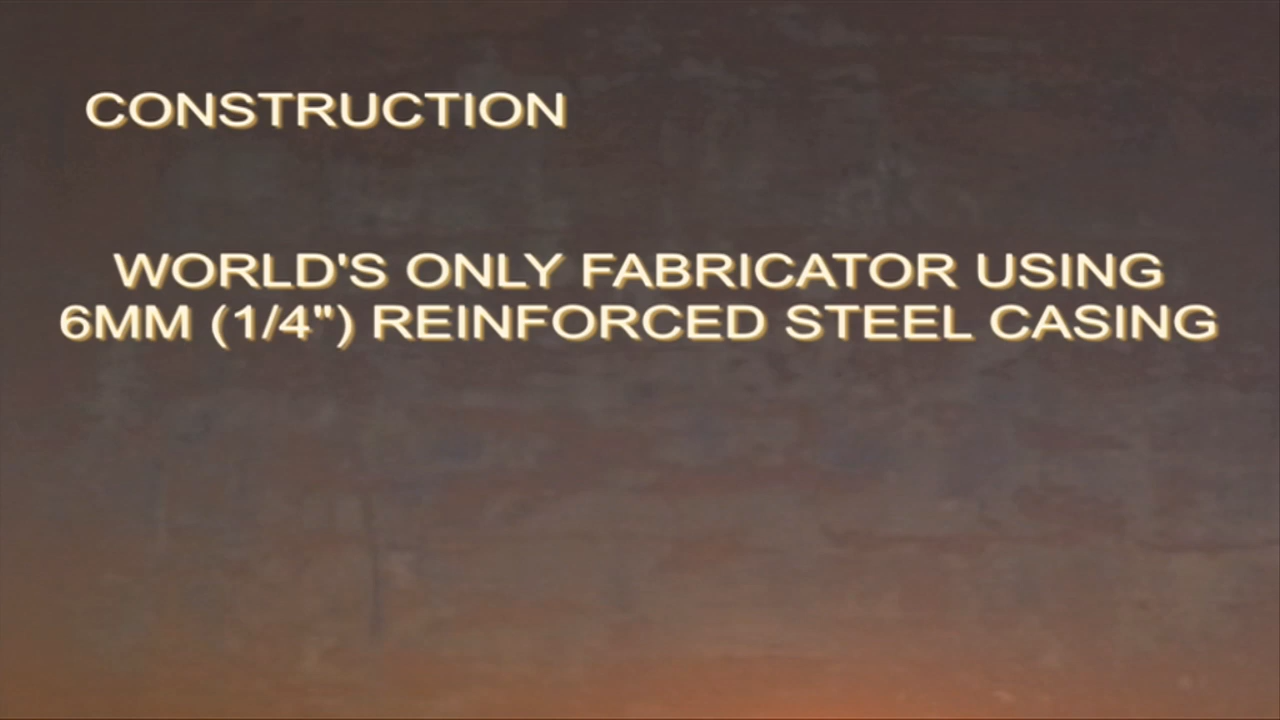 CONSTRUCTION
WORLD'S ONLY FABRICATOR USING
6MM (1/4") REINFORCED STEEL CASING